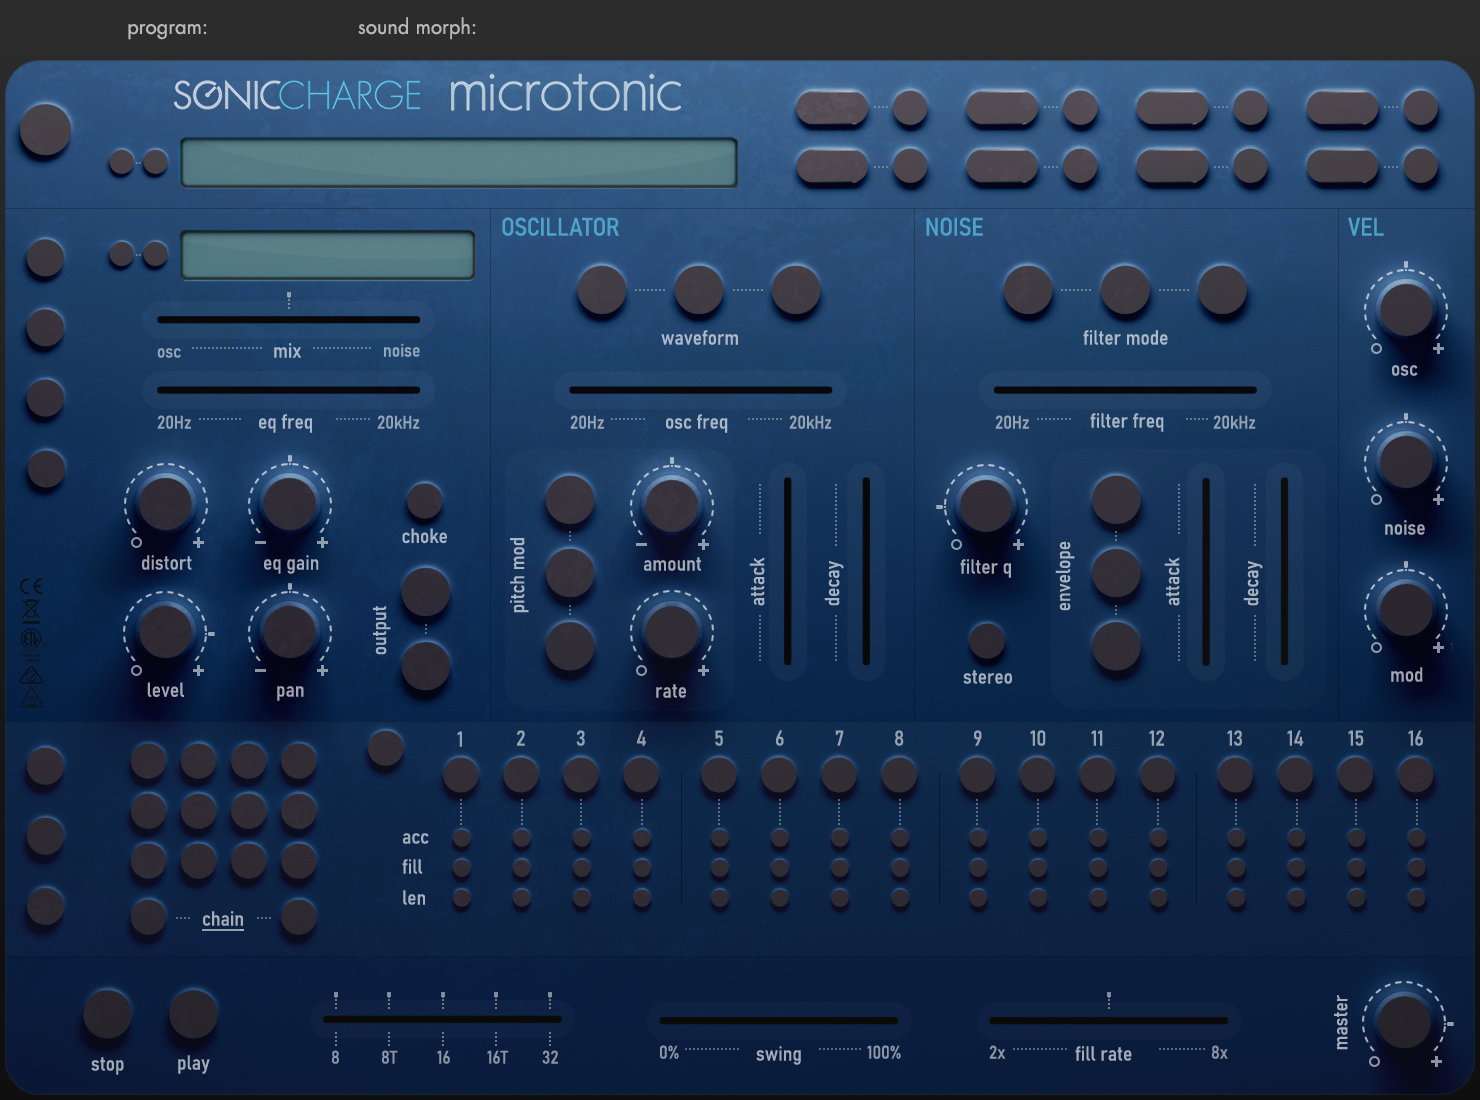 program: sound morph:
SONICCHARGE microtonic
OSCILLATOR NOISE VEL
waveform filter mode
osc mix noise
osc
20Hz eq freq 20kHz
20Hz osc freq 20kHz
20Hz filter freq 20kHz
distort eq gain choke
pitch mod amount attack decay
filter q envelope attack decay
noise
level pan output
rate
stereo
mod
1 2 3 4 5 6 7 8 9 10 11 12 13 14 15 16
acc
fill
len
chain
stop play
8 8T 16 16T 32
0% swing 100%
2x fill rate 8x
master